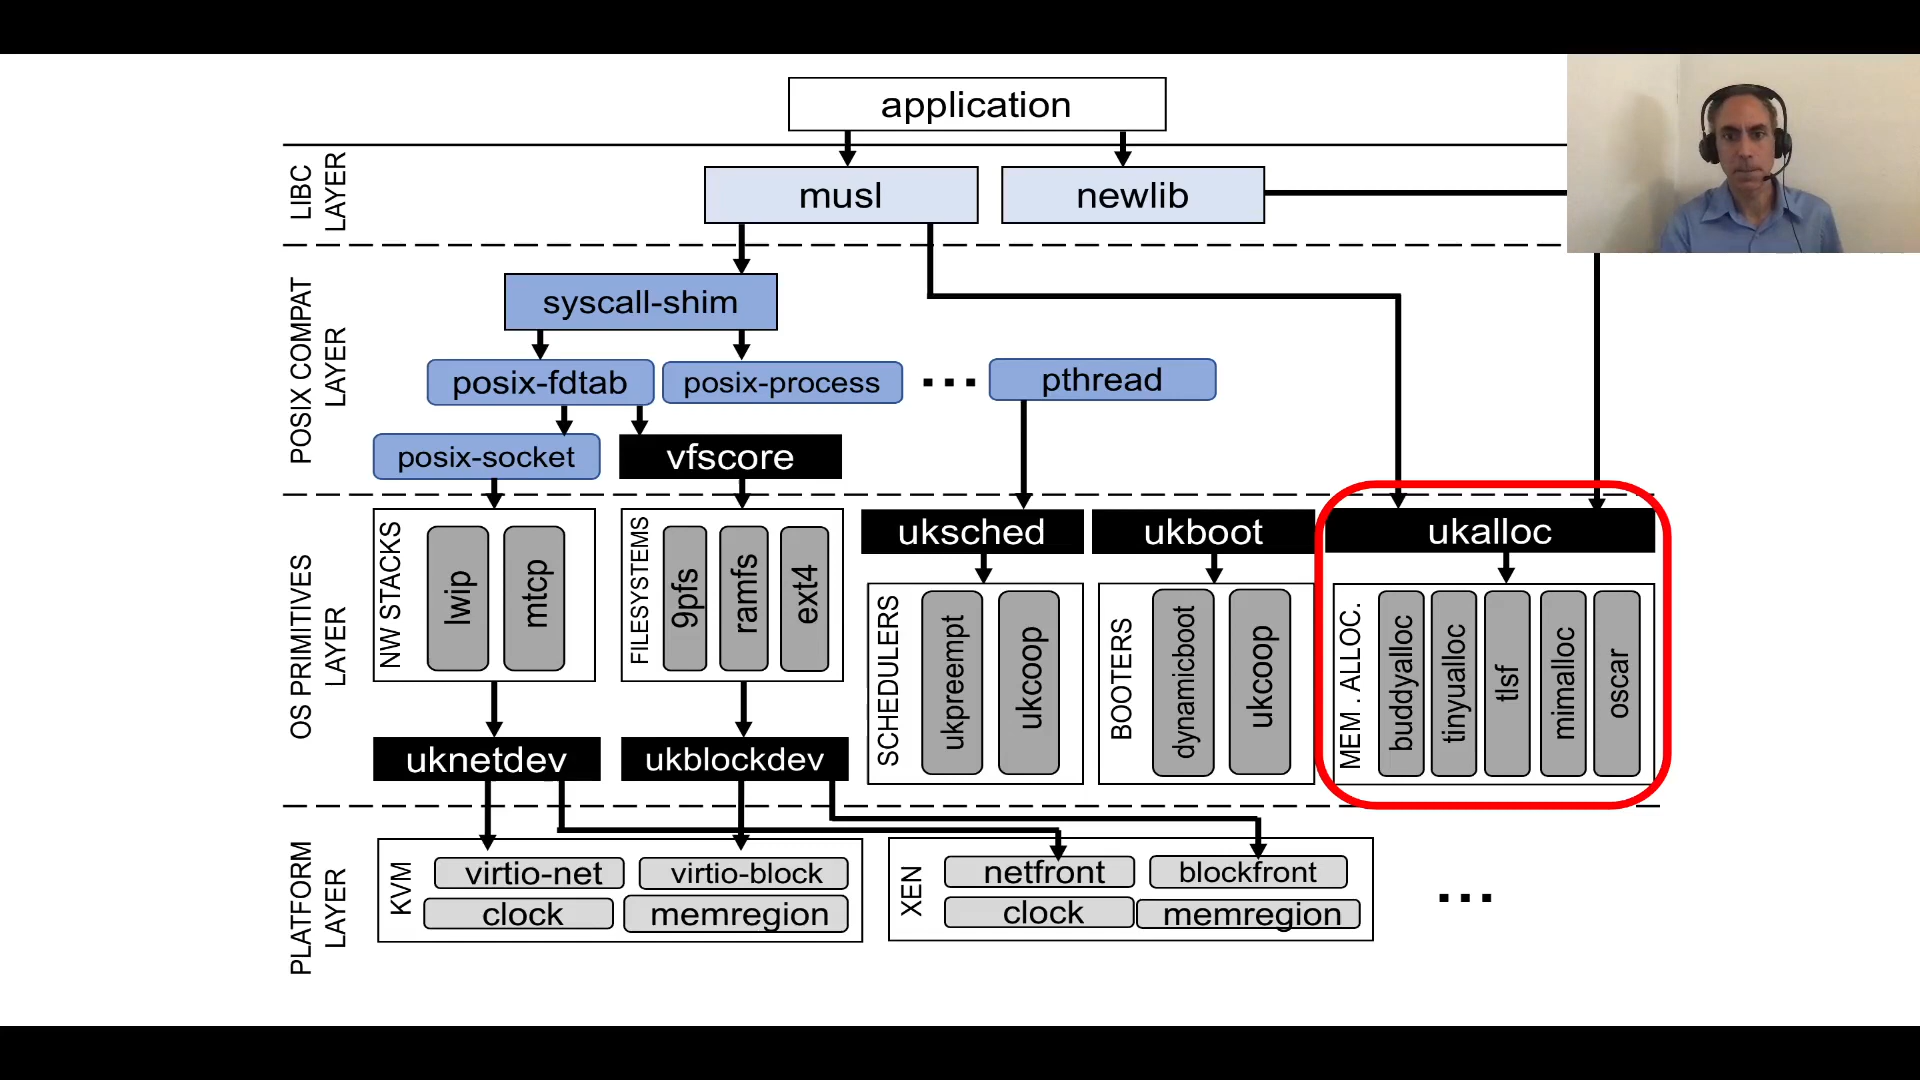 application
LIBC
LAYER
musl
newlib
POSIX COMPAT
LAYER
syscall-shim
posix-fdtab
posix-process
...
pthread
posix-socket
vfscore
OS PRIMITIVES
LAYER
NW STACKS
lwip
mtcp
FILESYSTEMS
9pfs
ramfs
ext4
uksched
SCHEDULERS
ukpreempt
ukcoop
ukboot
BOOTERS
dynamicboot
ukcoop
ukalloc
MEM . ALLOC.
buddyalloc
tinyualloc
tlsf
mimalloc
oscar
uknetdev
ukblockdev
PLATFORM
LAYER
KVM
virtio-net
virtio-block
clock
memregion
XEN
netfront
blockfront
clock
memregion
...